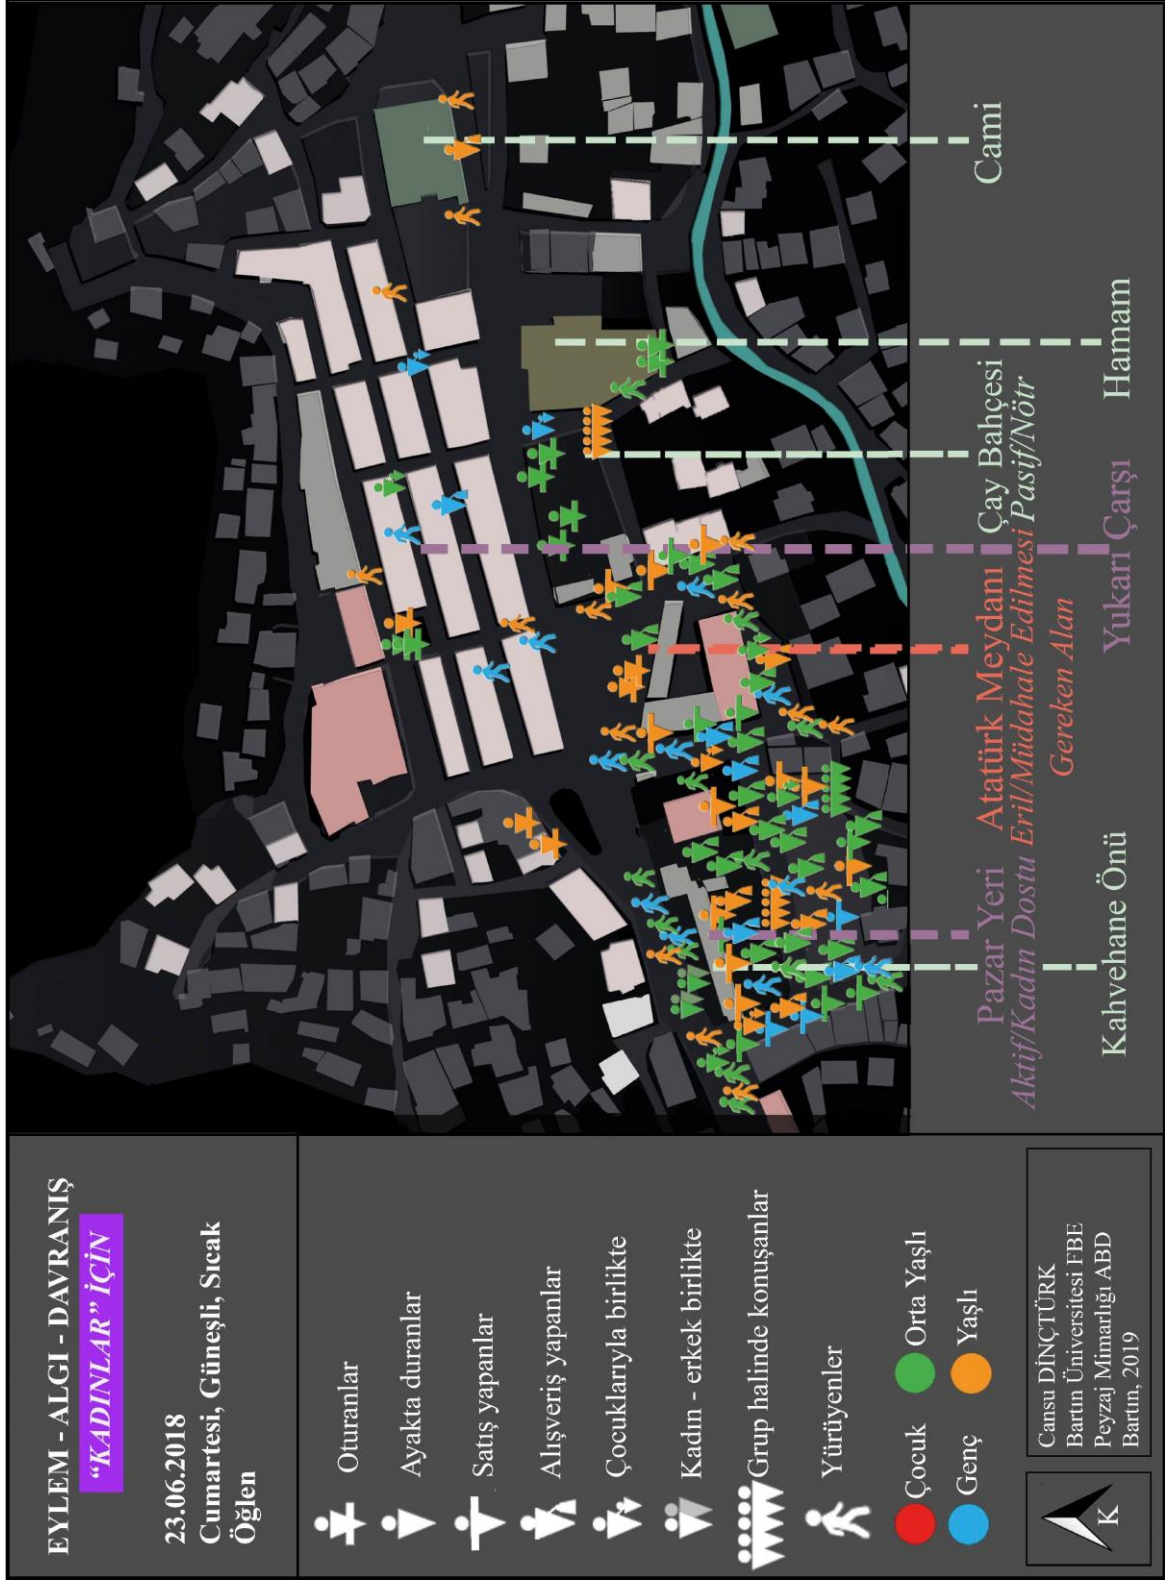 EYLEM - ALGI - DAVRANIŞ
“KADINLAR” İÇİN
23.06.2018
Cumartesi, Güneşli, Sıcak
Öğlen
Oturanlar
Ayakta duranlar
Satış yapanlar
Alışveriş yapanlar
Çocuklarıyla birlikte
Kadın - erkek birlikte
Grup halinde konuşanlar
Yürüyenler
Çocuk
Orta Yaşlı
Genç
Yaşlı
K
Cansu DİNÇTÜRK
Bartın Üniversitesi FBE
Peyzaj Mimarlığı ABD
Bartın, 2019
Pazar Yeri
Atatürk Meydanı
Çay Bahçesi
Cami
Aktif/Kadın Dostu
Eril/Müdahale Edilmesi
Gereken Alan
Pasif/Nötr
Kahvehane Önü
Yukarı Çarşı
Hamam